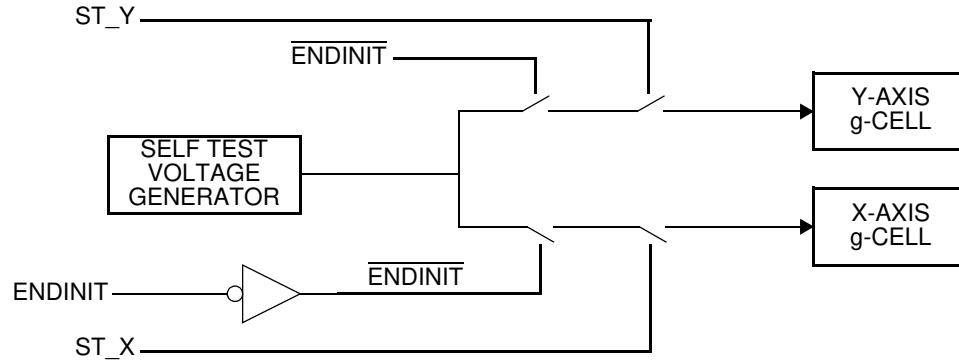 ST_Y
ENDINIT
Y-AXIS
g-CELL
SELF TEST
VOLTAGE
GENERATOR
X-AXIS
g-CELL
ENDINIT
ENDINIT
ST_X